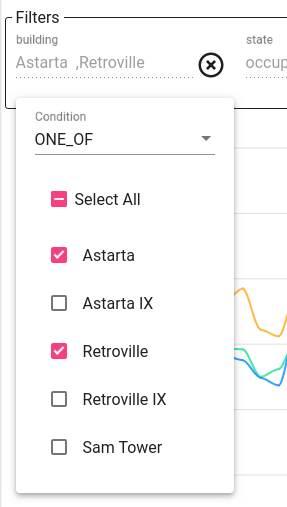 Filters
building
state
Astarta ,Retroville
occup
Condition
ONE_OF
Select All
Astarta
Astarta IX
Retroville
Retroville IX
Sam Tower